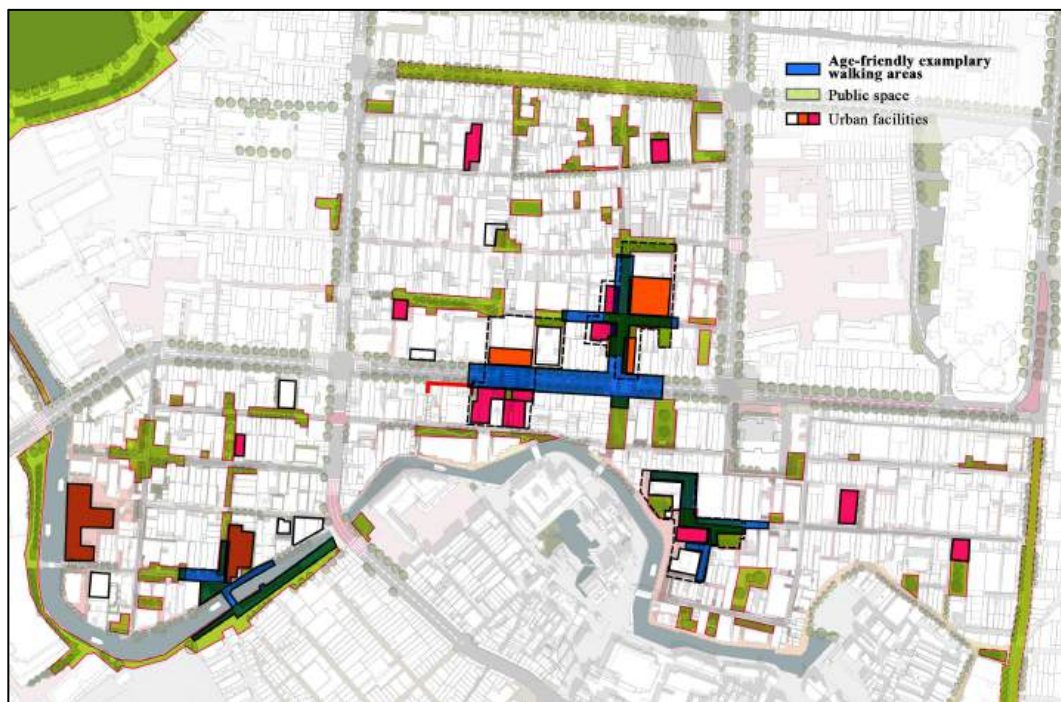 Age-friendly examplary
walking areas
Public space
Urban facilities